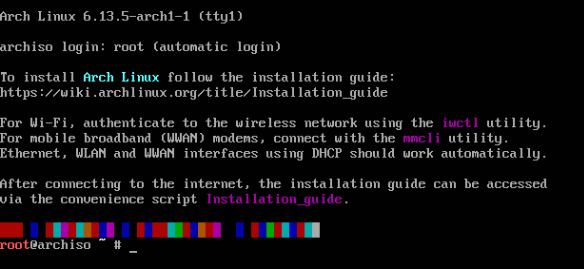 Arch Linux 6.13.5-arch1-1 (tty1)
archiso login: root (automatic login)
To install Arch Linux follow the installation guide:
https://wiki.archlinux.org/title/Installation_guide
For Wi-Fi, authenticate to the wireless network using the iwctl utility.
For mobile broadband (WWAN) modems, connect with the mmcli utility.
Ethernet, WLAN and WWAN interfaces using DHCP should work automatically.
After connecting to the internet, the installation guide can be accessed
via the convenience script Installation_guide.
root@archiso ~ # _